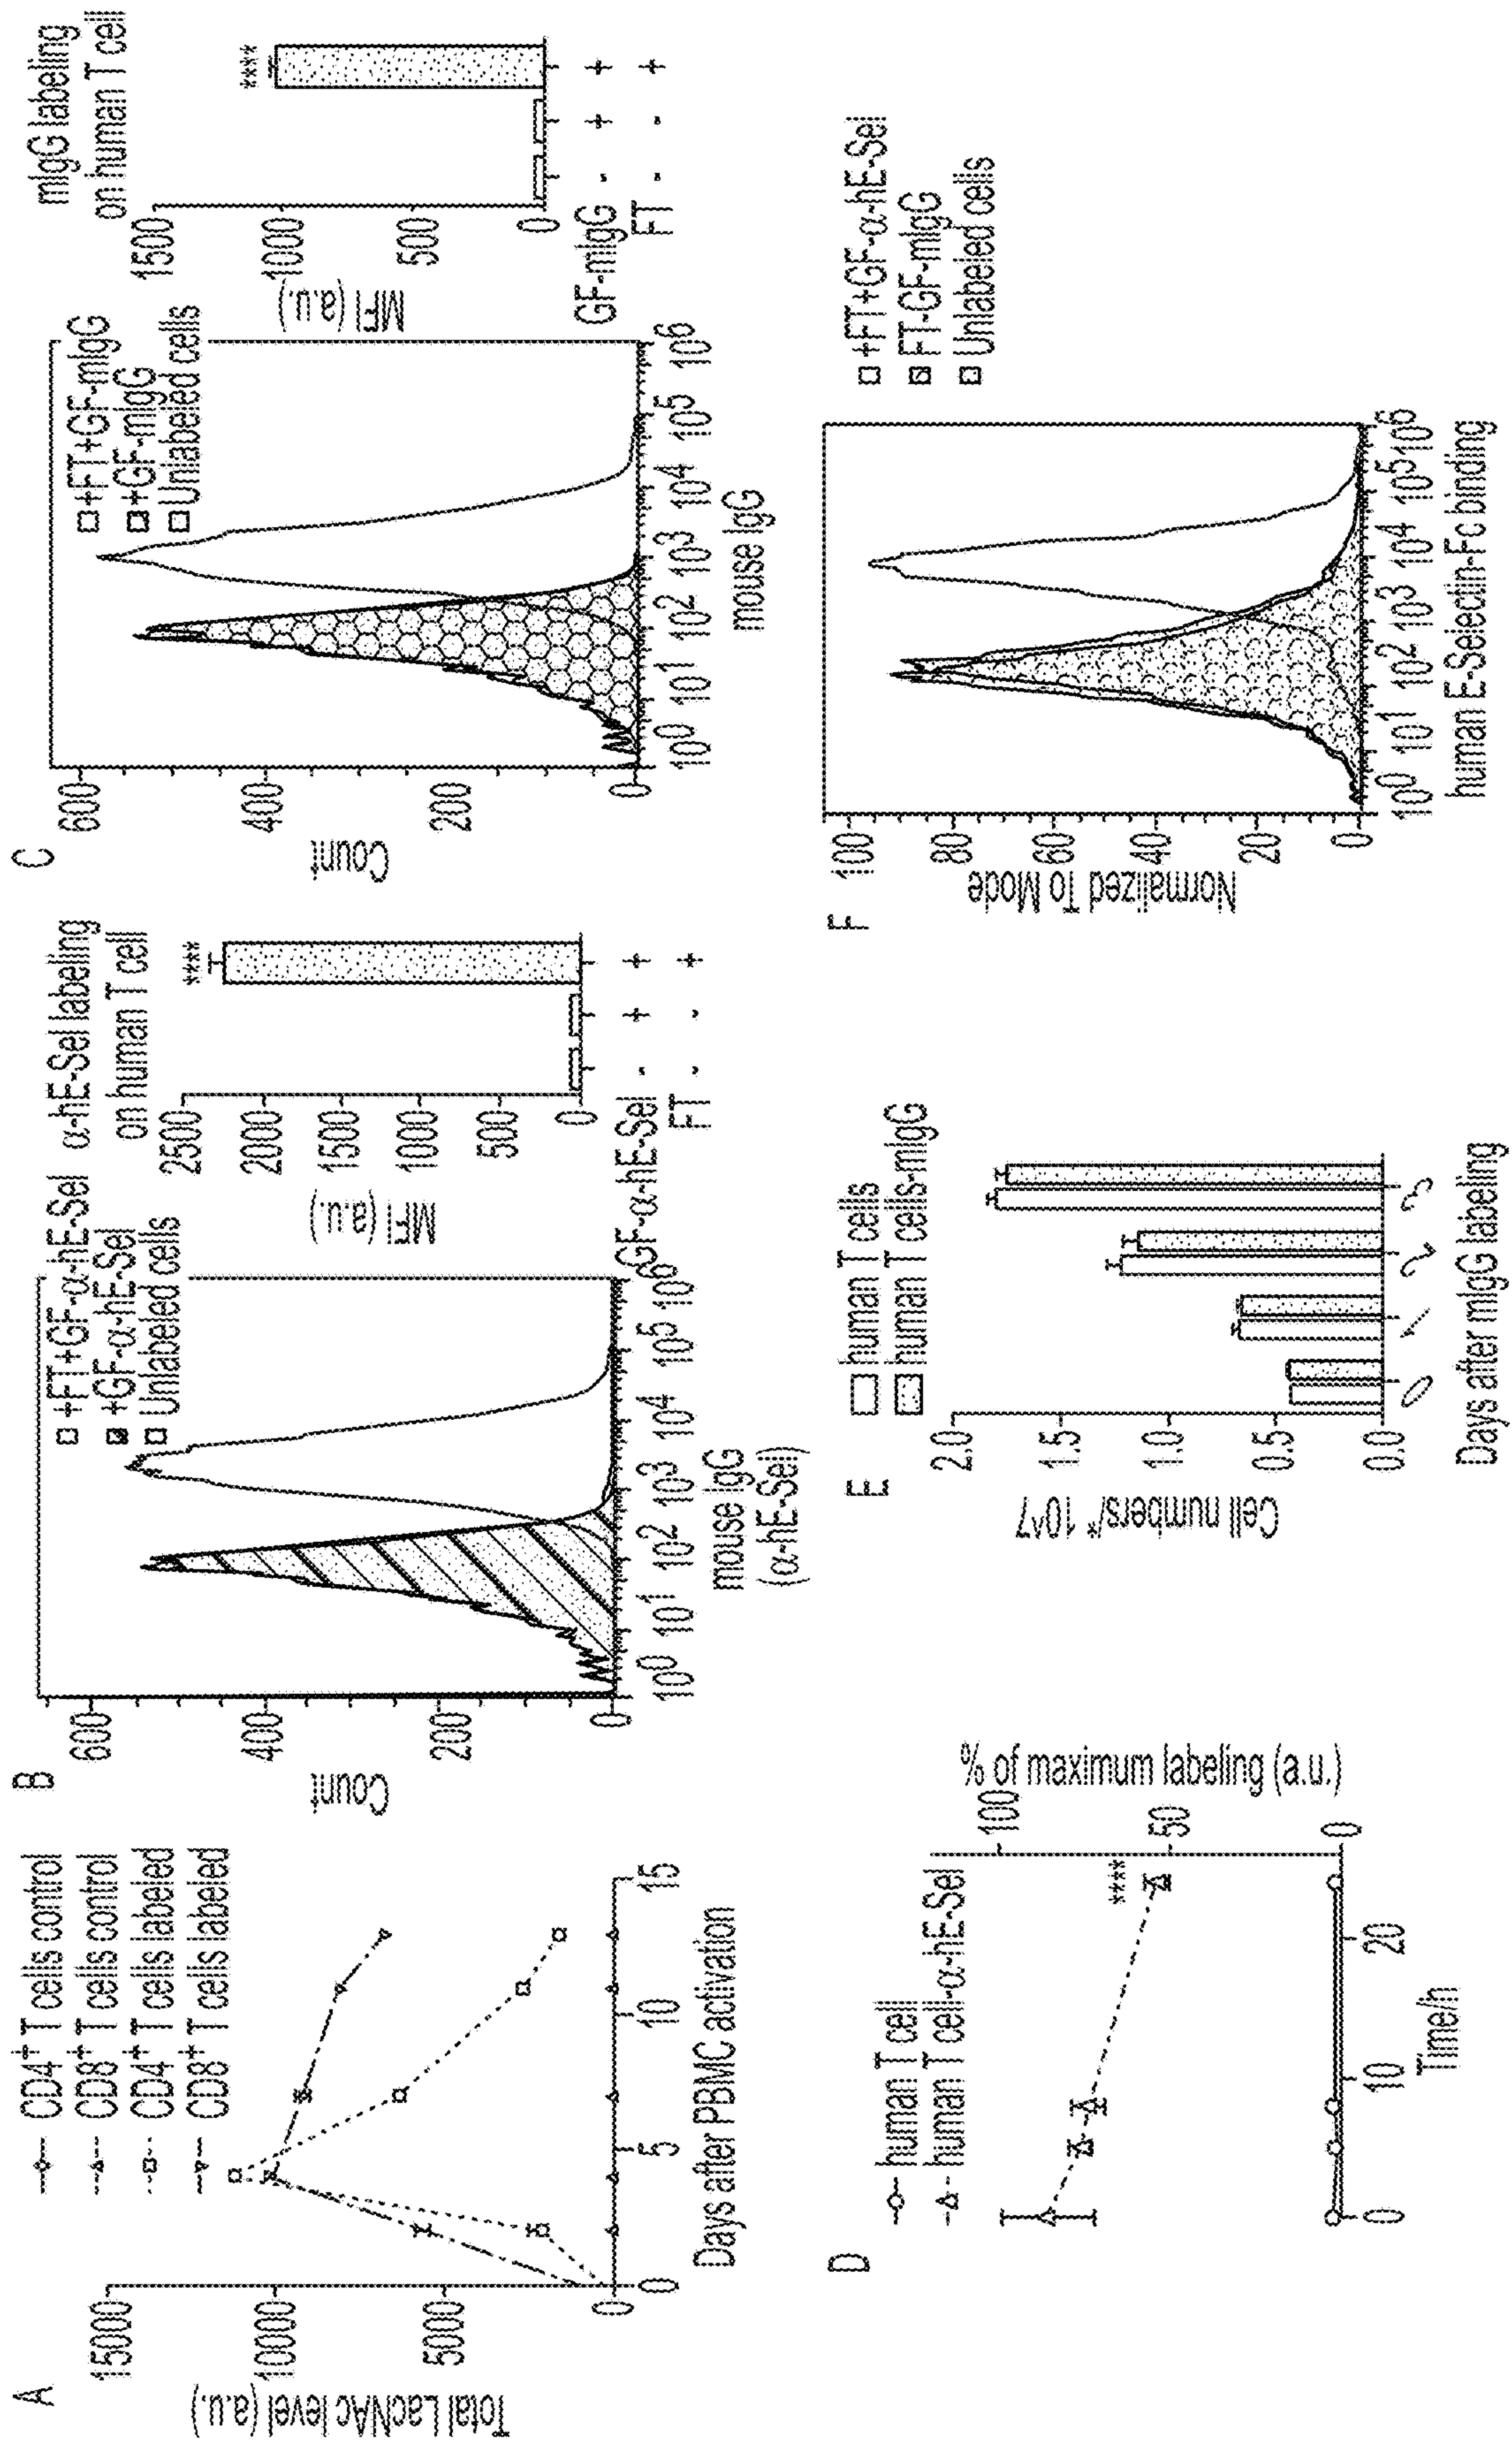 A
Total LacNAc level (a.u.)
15000
10000
5000
0
0
5
10
15
Days after PBMC activation
CD4+ T cells control
CD8+ T cells control
CD4+ T cells labeled
CD8+ T cells labeled
B
Count
600
400
200
0
10^0
10^1
10^2
10^3
10^4
10^5
10^6
mouse IgG
(α-hE-Sel)
+FT+GF-α-hE-Sel
+GF-α-hE-Sel
Unlabeled cells
α-hE-Sel labeling
on human T cell
MFI (a.u.)
2500
2000
1500
1000
500
0
****
GF-α-hE-Sel - + +
FT - - +
C
Count
600
400
200
0
10^0
10^1
10^2
10^3
10^4
10^5
10^6
mouse IgG
+FT+GF-mIgG
+GF-mIgG
Unlabeled cells
mIgG labeling
on human T cell
MFI (a.u.)
1500
1000
500
0
****
GF-mIgG - + +
FT - - +
D
human T cell
human T cell-α-hE-Sel
****
% of maximum labeling (a.u.)
100
50
0
0
10
20
Time/h
E
human T cells
human T cells-mIgG
Cell numbers/* 10^7
2.0
1.5
1.0
0.5
0.0
0
1
2
3
Days after mIgG labeling
F
Normalized To Mode
100
80
60
40
20
0
10^0
10^1
10^2
10^3
10^4
10^5
10^6
human E-Selectin-Fc binding
+FT+GF-α-hE-Sel
FT-GF-mIgG
Unlabeled cells